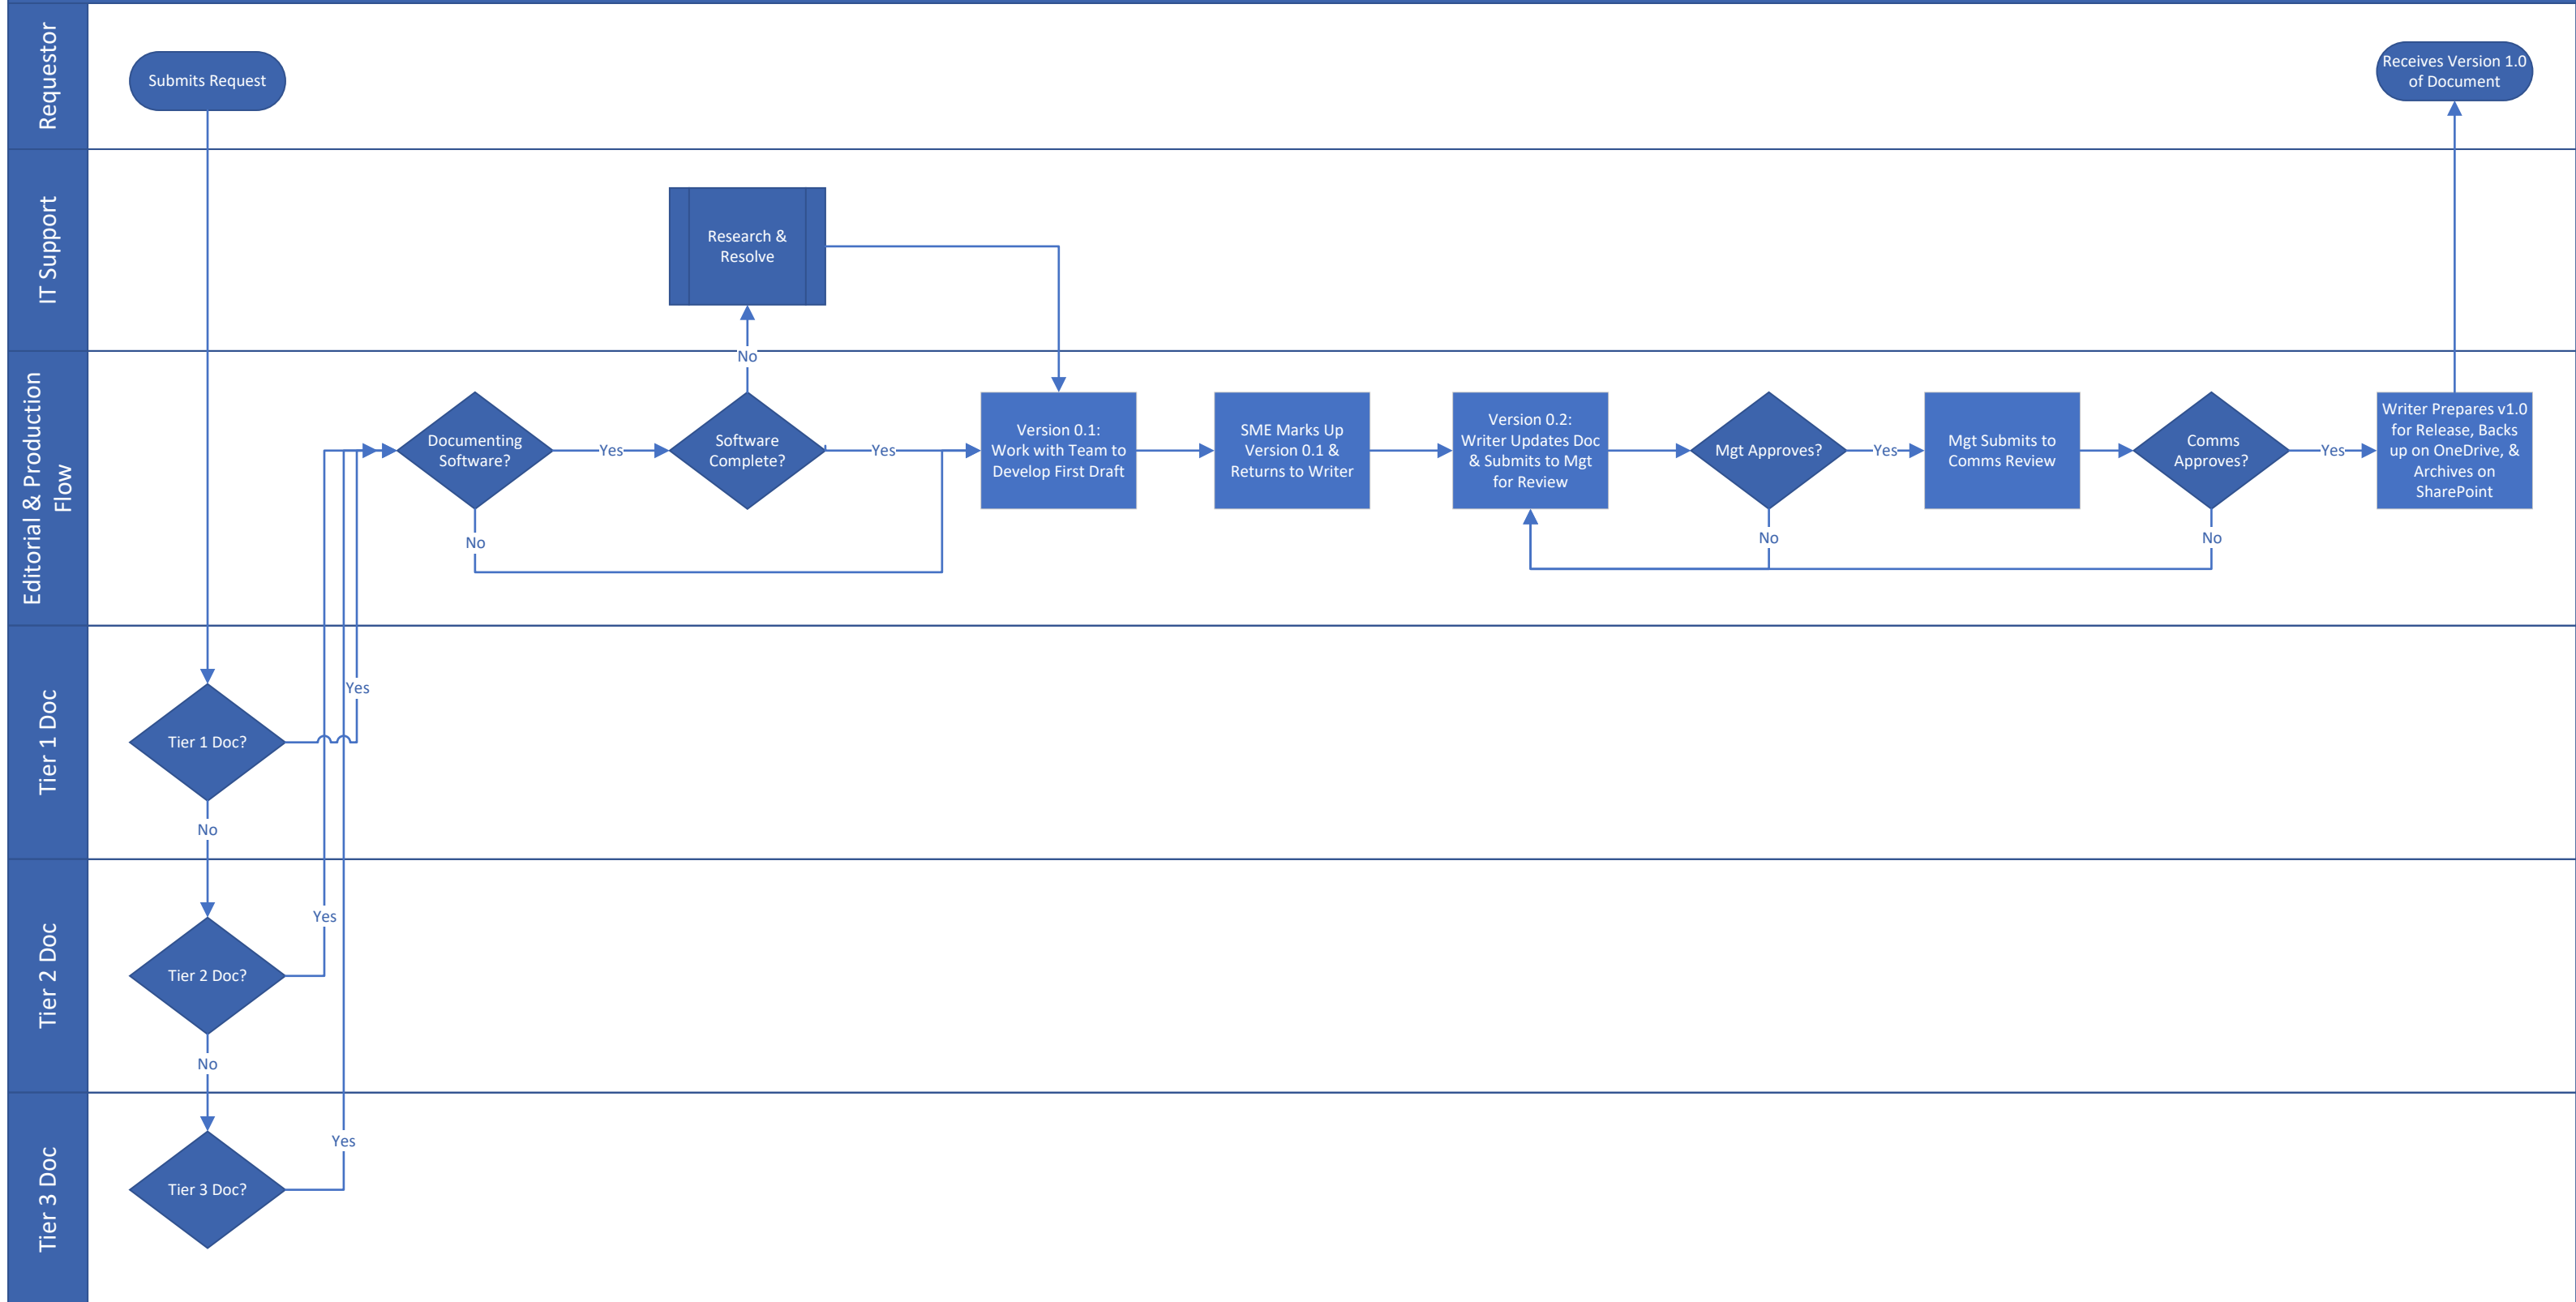 Requestor
Submits Request
Receives Version 1.0
of Document
IT Support
Research &
Resolve
No
Editorial & Production
Flow
Documenting
Software?
Yes
No
Software
Complete?
Yes
Version 0.1:
Work with Team to
Develop First Draft
SME Marks Up
Version 0.1 &
Returns to Writer
Version 0.2:
Writer Updates Doc
& Submits to Mgt
for Review
Mgt Approves?
Yes
No
Mgt Submits to
Comms Review
Comms
Approves?
Yes
No
Writer Prepares v1.0
for Release, Backs
up on OneDrive, &
Archives on
SharePoint
Tier 1 Doc
Tier 1 Doc?
Yes
No
Tier 2 Doc
Tier 2 Doc?
Yes
No
Tier 3 Doc
Tier 3 Doc?
Yes